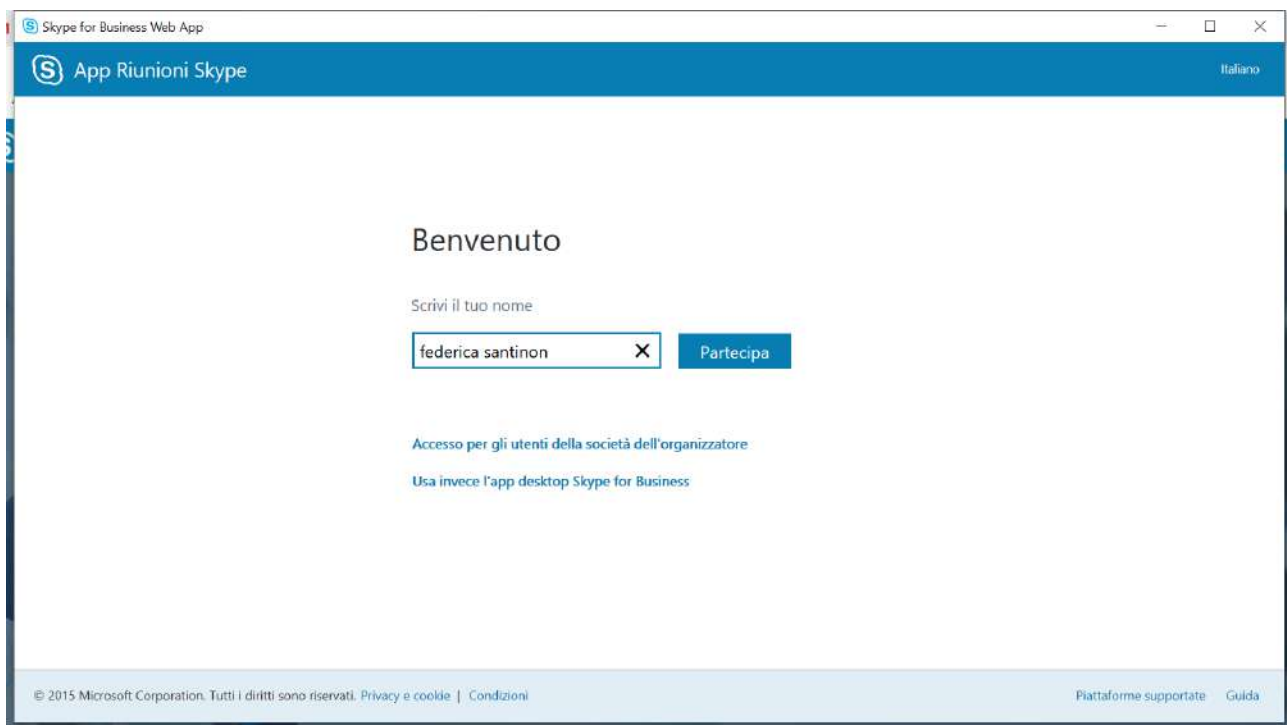 Skype for Business Web App
App Riunioni Skype
Italiano
Benvenuto
Scrivi il tuo nome
federica santinon
Partecipa
Accesso per gli utenti della società dell'organizzatore
Usa invece l'app desktop Skype for Business
© 2015 Microsoft Corporation. Tutti i diritti sono riservati. Privacy e cookie | Condizioni
Piattaforme supportate Guida